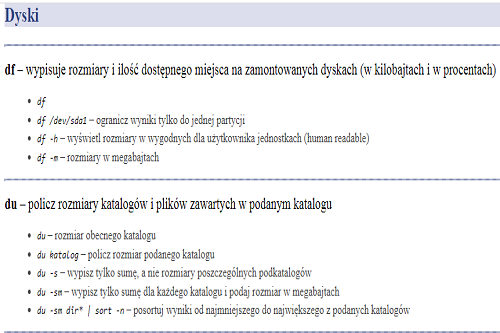 Dyski
df – wypisuje rozmiary i ilość dostępnego miejsca na zamontowanych dyskach (w kilobajtach i w procentach)
• df
• df /dev/sda1 – ogranicz wyniki tylko do jednej partycji
• df -h – wyświetl rozmiary w wygodnych dla użytkownika jednostkach (human readable)
• df -m – rozmiary w megabajtach
du – policz rozmiary katalogów i plików zawartych w podanym katalogu
• du – rozmiar obecnego katalogu
• du katalog – policz rozmiar podanego katalogu
• du -s – wypisz tylko sumę, a nie rozmiary poszczególnych podkatalogów
• du -sm – wypisz tylko sumę dla każdego katalogu i podaj rozmiar w megabajtach
• du -sm dir* | sort -n – posortuj wyniki od najmniejszego do największego z podanych katalogów